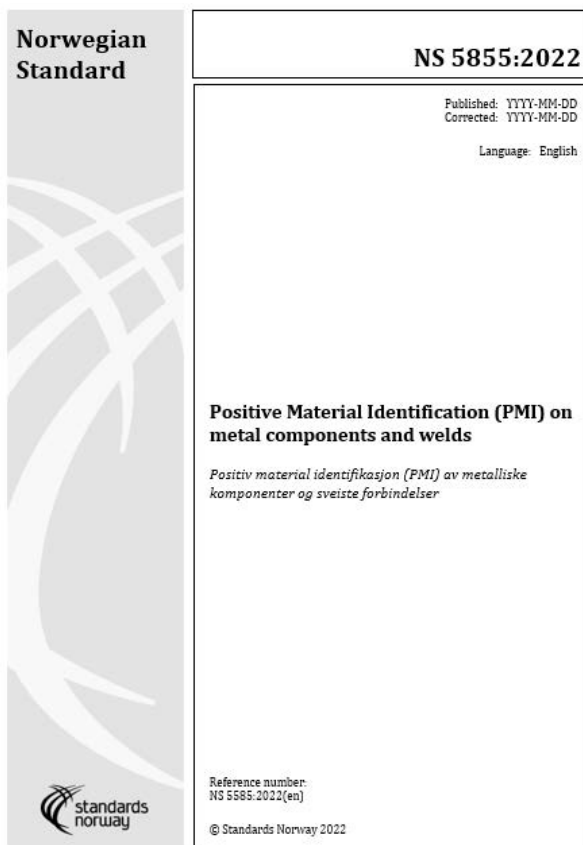 Norwegian
Standard
NS 5855:2022
Published: YYYY-MM-DD
Corrected: YYYY-MM-DD
Language: English
Positive Material Identification (PMI) on
metal components and welds
Positiv material identifikasjon (PMI) av metalliske
komponenter og sveiste forbindelser
Reference number:
NS 5585:2022(en)
© Standards Norway 2022
standards
norway